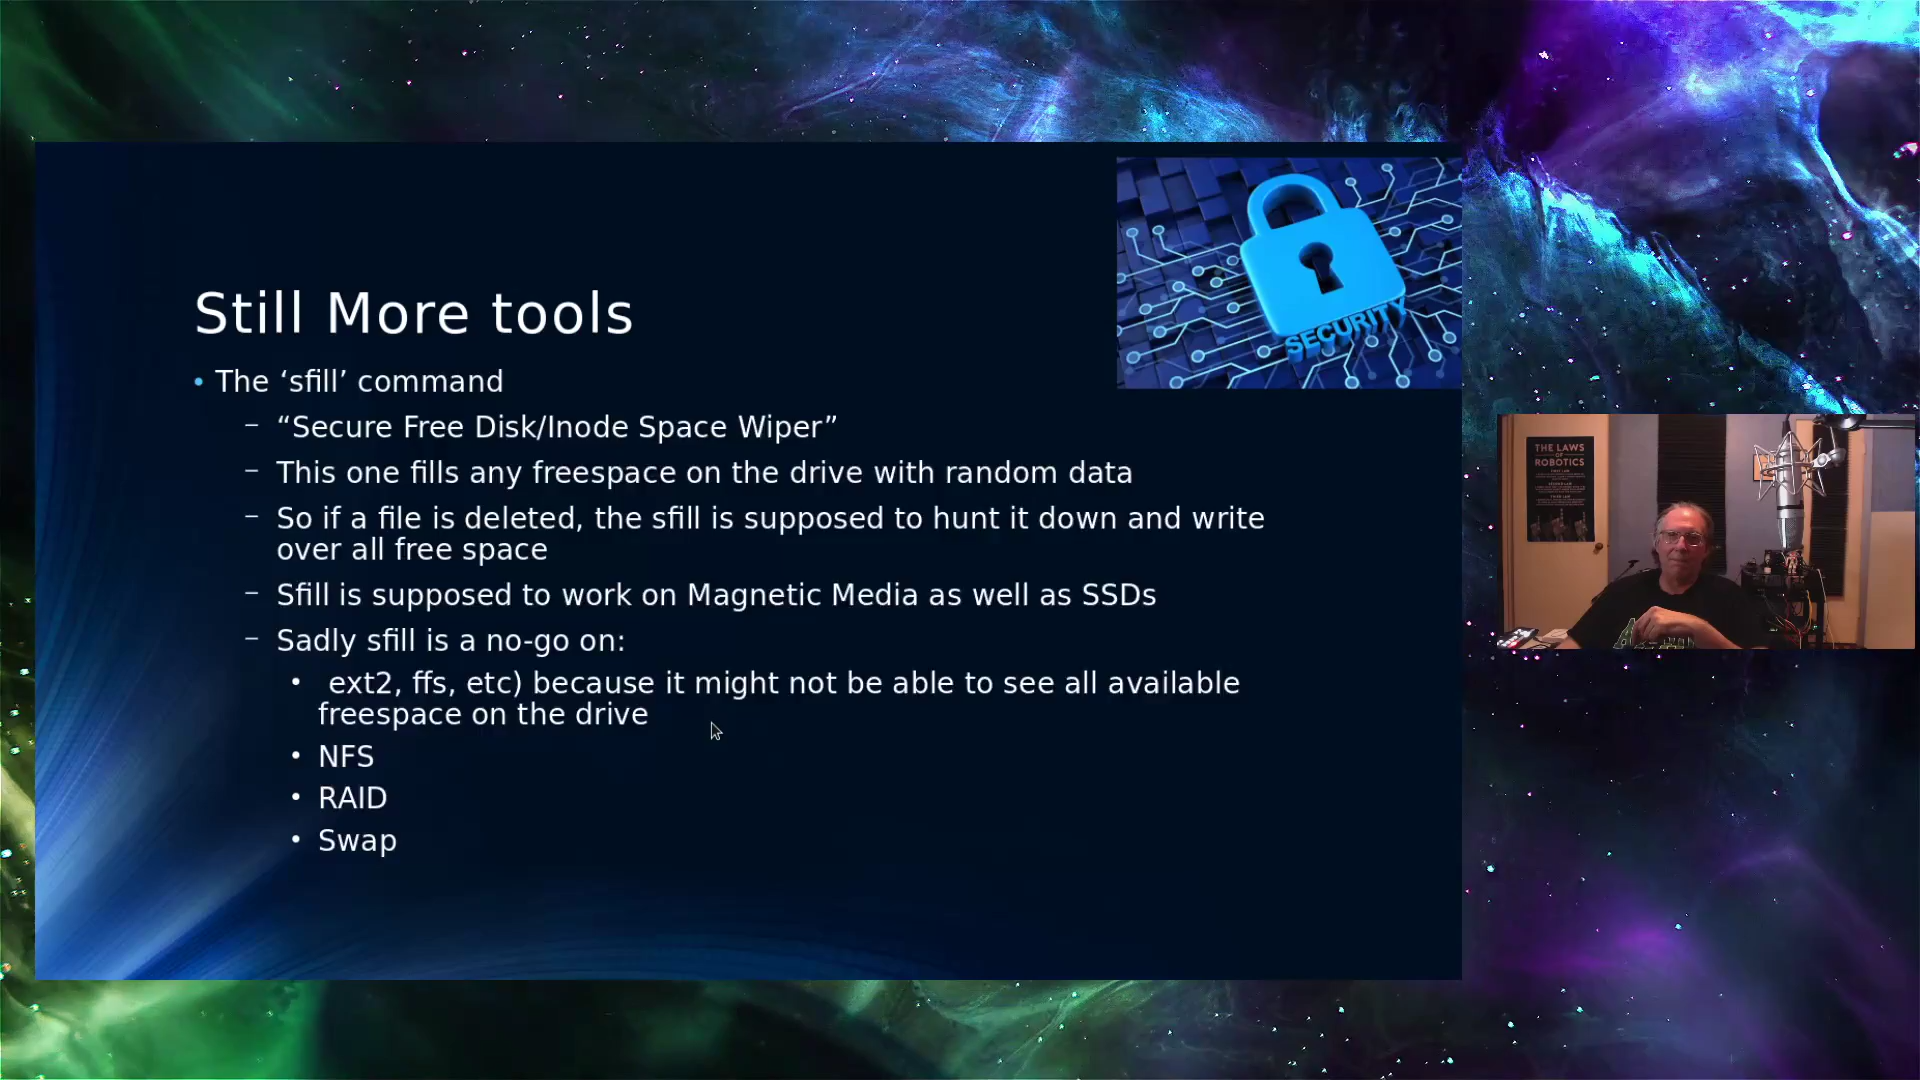 Still More tools
• The ‘sfill’ command
– “Secure Free Disk/Inode Space Wiper”
– This one fills any freespace on the drive with random data
– So if a file is deleted, the sfill is supposed to hunt it down and write
over all free space
– Sfill is supposed to work on Magnetic Media as well as SSDs
– Sadly sfill is a no-go on:
• ext2, ffs, etc) because it might not be able to see all available
freespace on the drive
• NFS
• RAID
• Swap
SECURITY
THE LAWS
OF
ROBOTICS